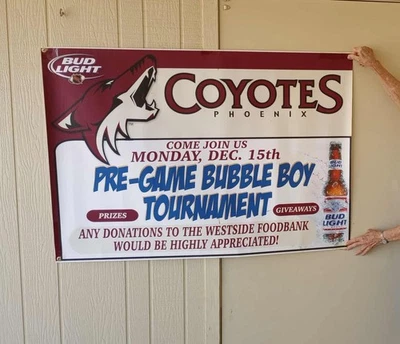 BUD
LIGHT
COYOTES
PHOENIX
COME JOIN US
MONDAY, DEC. 15th
PRE-GAME BUBBLE BOY
TOURNAMENT
PRIZES
GIVEAWAYS
ANY DONATIONS TO THE WESTSIDE FOODBANK
WOULD BE HIGHLY APPRECIATED!
BUD
LIGHT